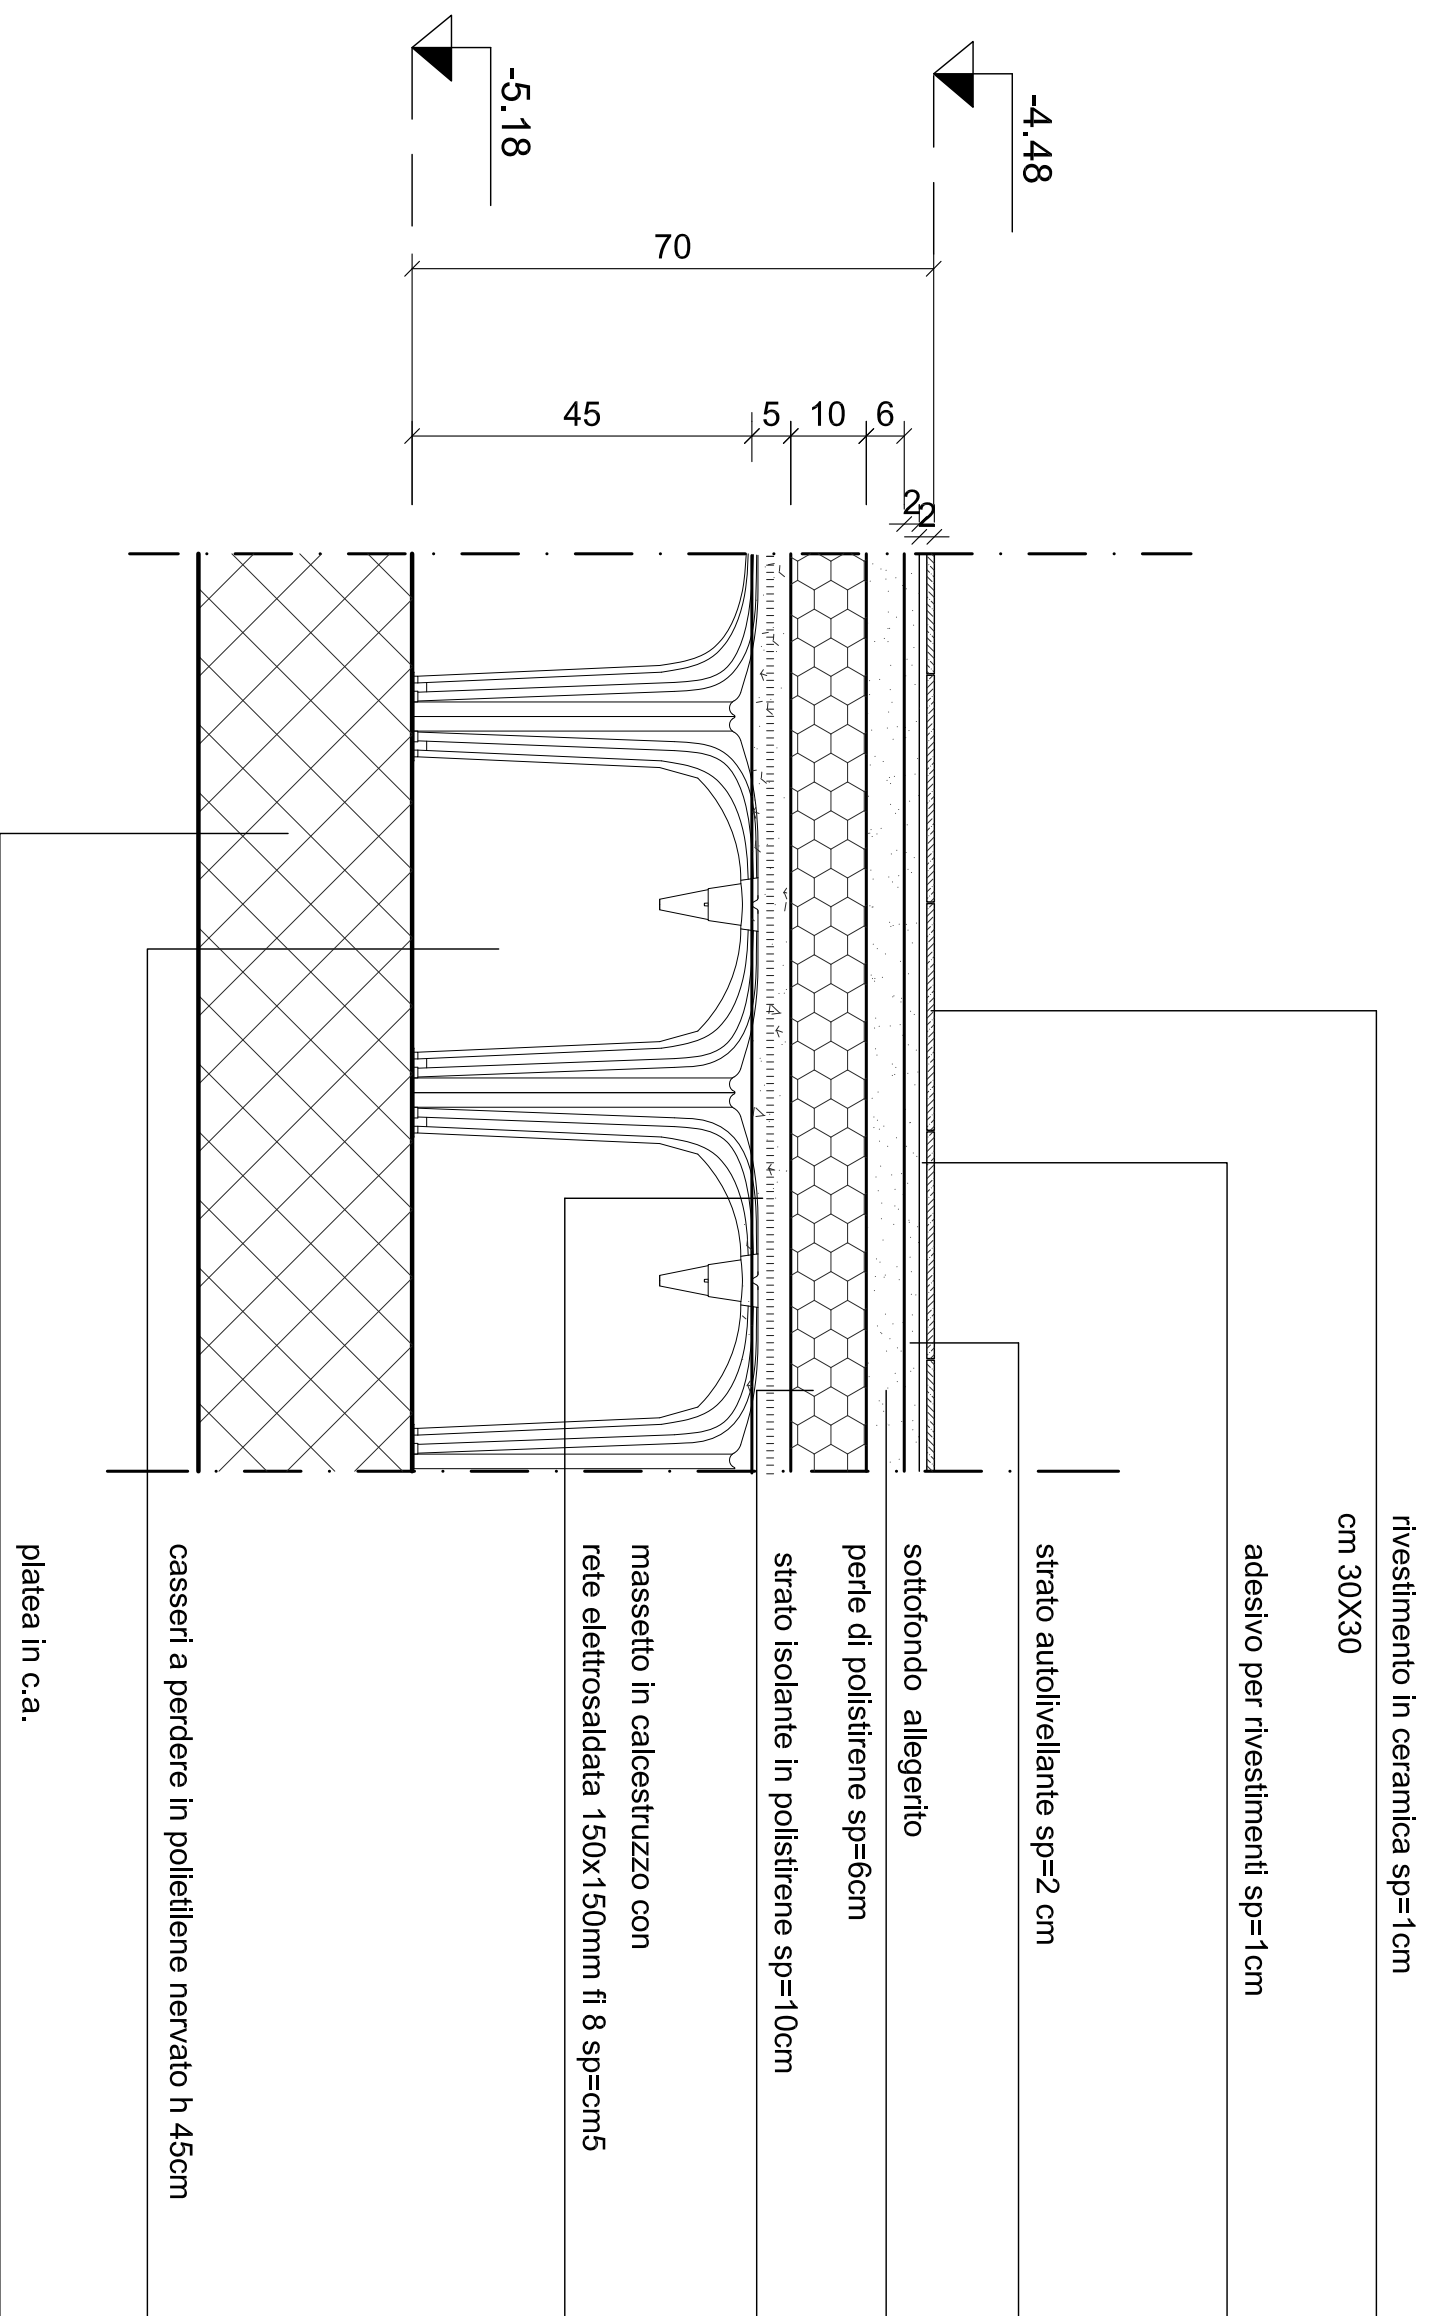 -5.18
-4.48
70
45
5
10
6
2
2
rivestimento in ceramica sp=1cm
cm 30X30
adesivo per rivestimenti sp=1cm
strato autolivellante sp=2 cm
sottofondo allegerito
perle di polistirene sp=6cm
strato isolante in polistirene sp=10cm
massetto in calcestruzzo con
rete elettrosaldata 150x150mm fi 8 sp=cm5
casseri a perdere in polietilene nervato h 45cm
platea in c.a.